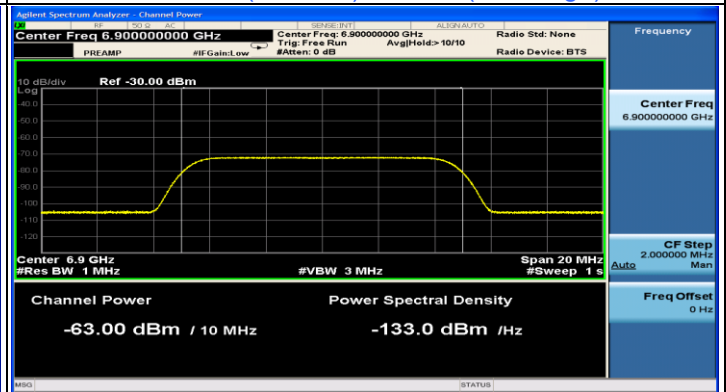 Agilent Spectrum Analyzer - Channel Power
RF 50 Ω AC SENSE:INT ALIGN AUTO
Center Freq 6.900000000 GHz
Center Freq: 6.900000000 GHz
Radio Std: None
Trig: Free Run Avg|Hold:>10/10
PREAMP #IFGain:Low #Atten: 0 dB Radio Device: BTS
Frequency
10 dB/div Ref -30.00 dBm
Log
-40.0
-50.0
-60.0
-70.0
-80.0
-90.0
-100
-110
-120
Center Freq
6.900000000 GHz
Center 6.9 GHz Span 20 MHz
#Res BW 1 MHz #VBW 3 MHz #Sweep 1 s
CF Step
2.000000 MHz
Auto Man
Channel Power Power Spectral Density
-63.00 dBm / 10 MHz -133.0 dBm /Hz
Freq Offset
0 Hz
MSG STATUS